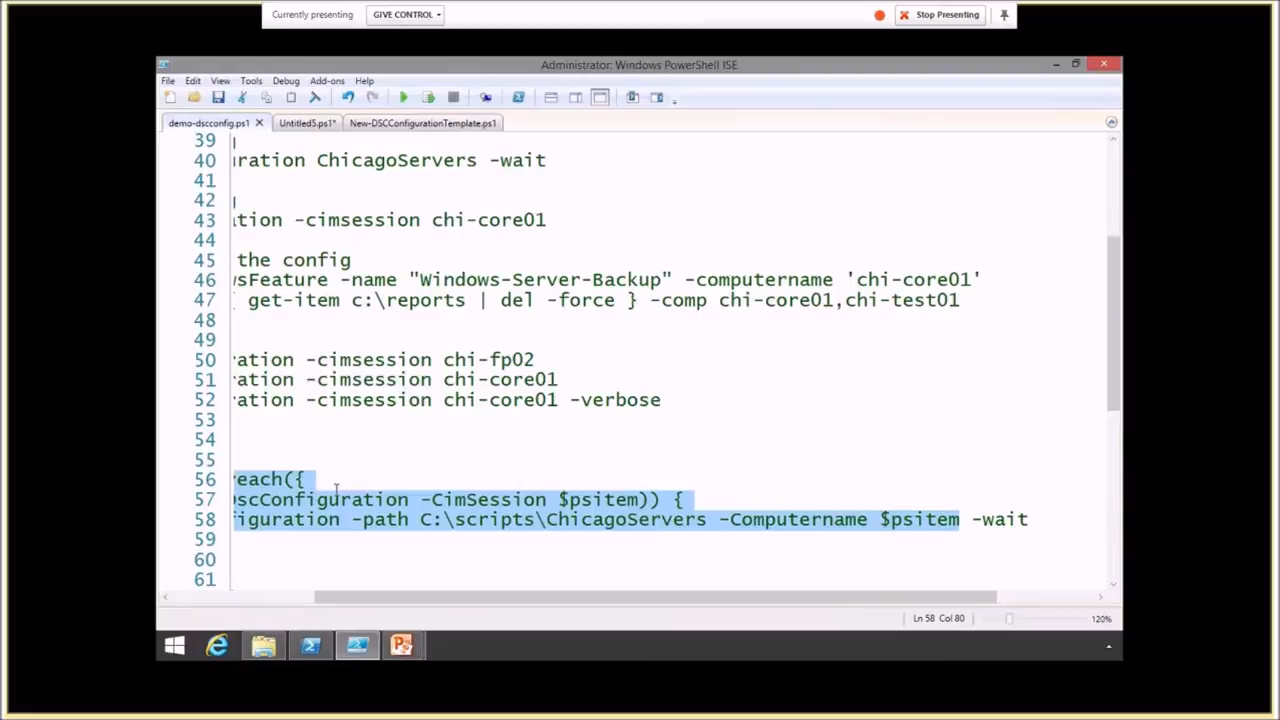 Currently presenting GIVE CONTROL Stop Presenting
Administrator: Windows PowerShell ISE
File Edit View Tools Debug Add-ons Help
demo-dscconfig.ps1 Untitled5.ps1* New-DSCConfigurationTemplate.ps1
39
40 uration ChicagoServers -wait
41
42
43 tion -cimsession chi-core01
44
45 the config
46 wsFeature -name "Windows-Server-Backup" -computername 'chi-core01'
47 { get-item c:\reports | del -force } -comp chi-core01,chi-test01
48
49
50 ation -cimsession chi-fp02
51 ation -cimsession chi-core01
52 ation -cimsession chi-core01 -verbose
53
54
55
56 reach({
57 DscConfiguration -CimSession $psitem)) {
58 figuration -path C:\scripts\ChicagoServers -Computername $psitem -wait
59
60
61
Ln 58 Col 80 120%